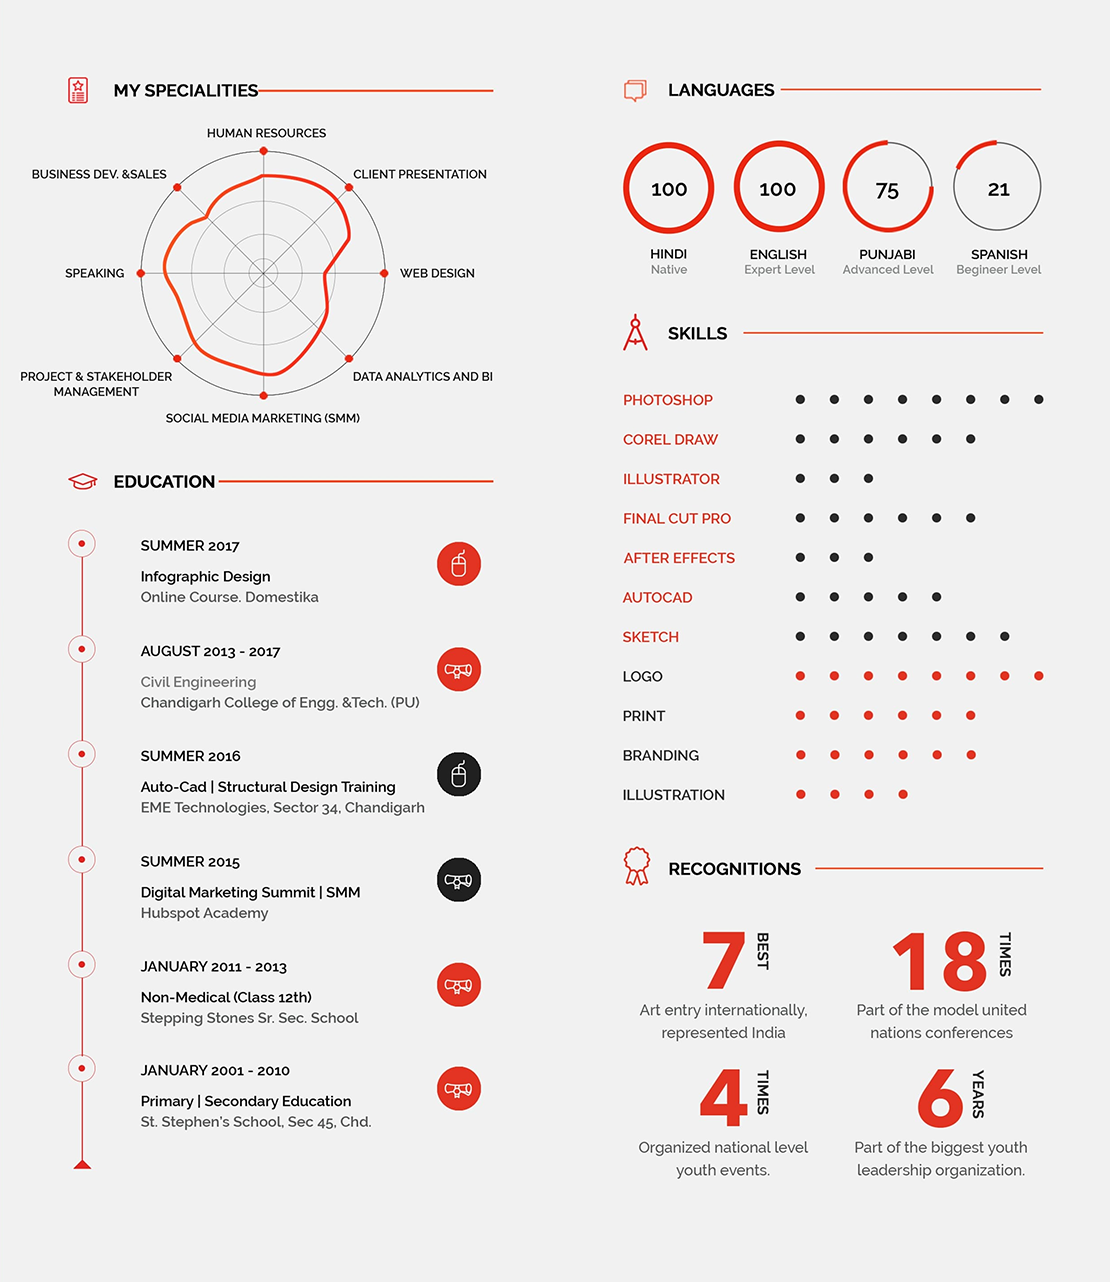 MY SPECIALITIES
HUMAN RESOURCES
BUSINESS DEV. &SALES
CLIENT PRESENTATION
SPEAKING
WEB DESIGN
PROJECT & STAKEHOLDER
MANAGEMENT
DATA ANALYTICS AND BI
SOCIAL MEDIA MARKETING (SMM)
EDUCATION
SUMMER 2017
Infographic Design
Online Course. Domestika
AUGUST 2013 - 2017
Civil Engineering
Chandigarh College of Engg. &Tech. (PU)
SUMMER 2016
Auto-Cad | Structural Design Training
EME Technologies, Sector 34, Chandigarh
SUMMER 2015
Digital Marketing Summit | SMM
Hubspot Academy
JANUARY 2011 - 2013
Non-Medical (Class 12th)
Stepping Stones Sr. Sec. School
JANUARY 2001 - 2010
Primary | Secondary Education
St. Stephen's School, Sec 45, Chd.
LANGUAGES
100
HINDI
Native
100
ENGLISH
Expert Level
75
PUNJABI
Advanced Level
21
SPANISH
Begineer Level
SKILLS
PHOTOSHOP
COREL DRAW
ILLUSTRATOR
FINAL CUT PRO
AFTER EFFECTS
AUTOCAD
SKETCH
LOGO
PRINT
BRANDING
ILLUSTRATION
RECOGNITIONS
7 BEST
Art entry internationally,
represented India
18 TIMES
Part of the model united
nations conferences
4 TIMES
Organized national level
youth events.
6 YEARS
Part of the biggest youth
leadership organization.